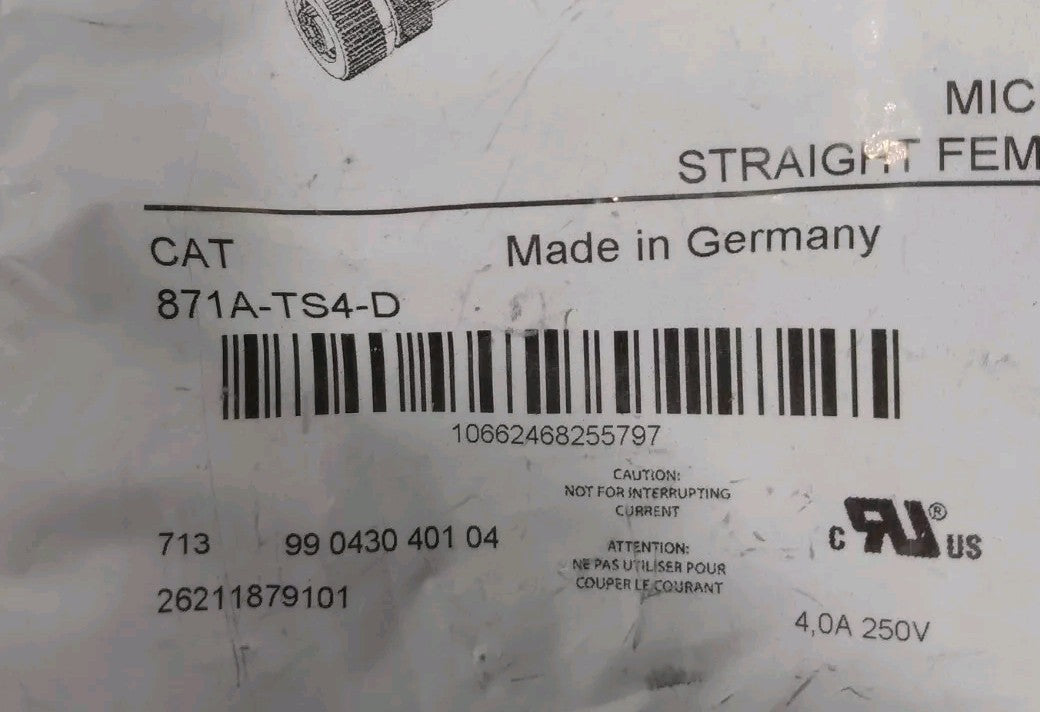 MIC
STRAIGHT FEM
CAT Made in Germany
871A-TS4-D
10662468255797
CAUTION:
NOT FOR INTERRUPTING
CURRENT
713 99 0430 401 04
ATTENTION:
NE PAS UTILISER POUR
COUPER LE COURANT
26211879101
C RU® US
4,0A 250V